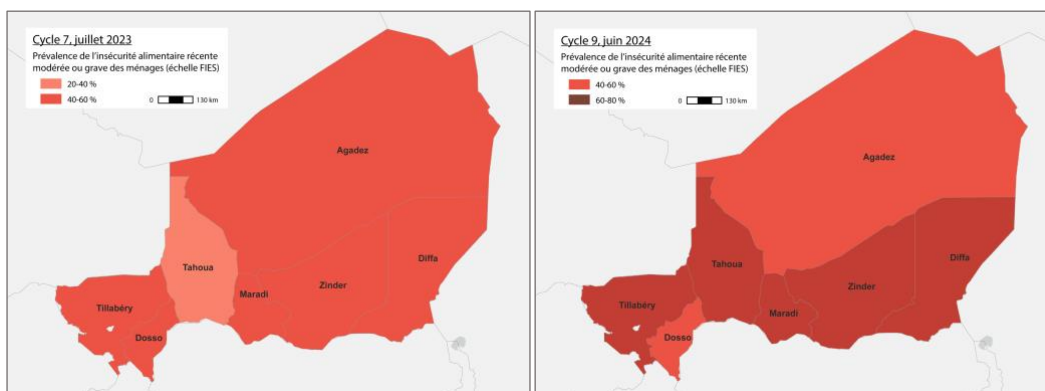 Cycle 7, juillet 2023
Prévalence de l'insécurité alimentaire récente
modérée ou grave des ménages (échelle FIES)
20-40 %
40-60 %
0 130 km
Agadez
Tahoua
Diffa
Zinder
Maradi
Tillabéry
Dosso
Cycle 9, juin 2024
Prévalence de l'insécurité alimentaire récente
modérée ou grave des ménages (échelle FIES)
40-60 %
60-80 %
0 130 km
Agadez
Tahoua
Diffa
Zinder
Maradi
Tillabéry
Dosso